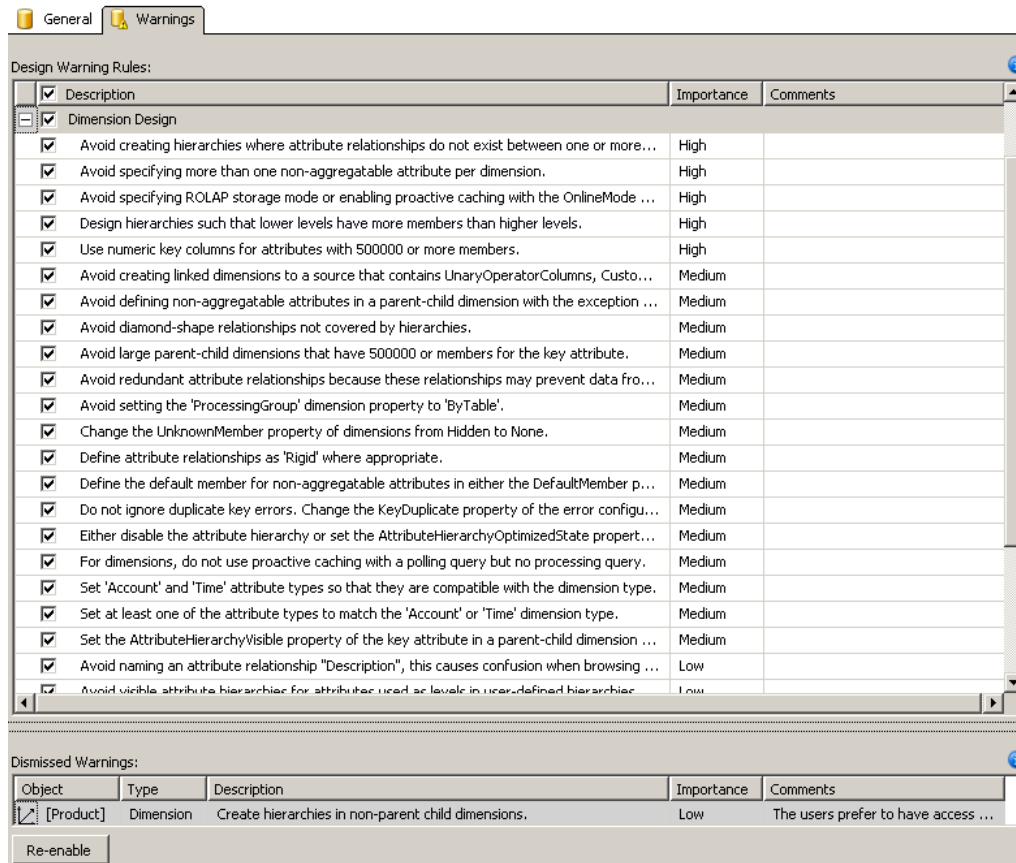 General Warnings
Design Warning Rules:
Description Importance Comments
Dimension Design
Avoid creating hierarchies where attribute relationships do not exist between one or more... High
Avoid specifying more than one non-aggregatable attribute per dimension. High
Avoid specifying ROLAP storage mode or enabling proactive caching with the OnlineMode ... High
Design hierarchies such that lower levels have more members than higher levels. High
Use numeric key columns for attributes with 500000 or more members. High
Avoid creating linked dimensions to a source that contains UnaryOperatorColumns, Custo... Medium
Avoid defining non-aggregatable attributes in a parent-child dimension with the exception ... Medium
Avoid diamond-shape relationships not covered by hierarchies. Medium
Avoid large parent-child dimensions that have 500000 or members for the key attribute. Medium
Avoid redundant attribute relationships because these relationships may prevent data fro... Medium
Avoid setting the 'ProcessingGroup' dimension property to 'ByTable'. Medium
Change the UnknownMember property of dimensions from Hidden to None. Medium
Define attribute relationships as 'Rigid' where appropriate. Medium
Define the default member for non-aggregatable attributes in either the DefaultMember p... Medium
Do not ignore duplicate key errors. Change the KeyDuplicate property of the error configu... Medium
Either disable the attribute hierarchy or set the AttributeHierarchyOptimizedState propert... Medium
For dimensions, do not use proactive caching with a polling query but no processing query. Medium
Set 'Account' and 'Time' attribute types so that they are compatible with the dimension type. Medium
Set at least one of the attribute types to match the 'Account' or 'Time' dimension type. Medium
Set the AttributeHierarchyVisible property of the key attribute in a parent-child dimension ... Medium
Avoid naming an attribute relationship "Description", this causes confusion when browsing ... Low
Avoid visible attribute hierarchies for attributes used as levels in user-defined hierarchies Low
Dismissed Warnings:
Object Type Description Importance Comments
[Product] Dimension Create hierarchies in non-parent child dimensions. Low The users prefer to have access ...
Re-enable